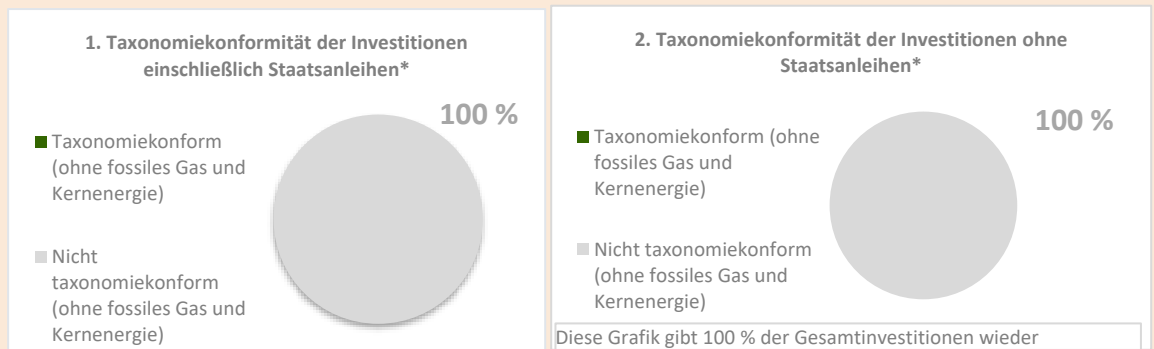 1. Taxonomiekonformität der Investitionen
einschließlich Staatsanleihen*
100 %
Taxonomiekonform
(ohne fossiles Gas und
Kernenergie)
Nicht
taxonomiekonform
(ohne fossiles Gas und
Kernenergie)
2. Taxonomiekonformität der Investitionen ohne
Staatsanleihen*
100 %
Taxonomiekonform (ohne
fossiles Gas und
Kernenergie)
Nicht taxonomiekonform
(ohne fossiles Gas und
Kernenergie)
Diese Grafik gibt 100 % der Gesamtinvestitionen wieder